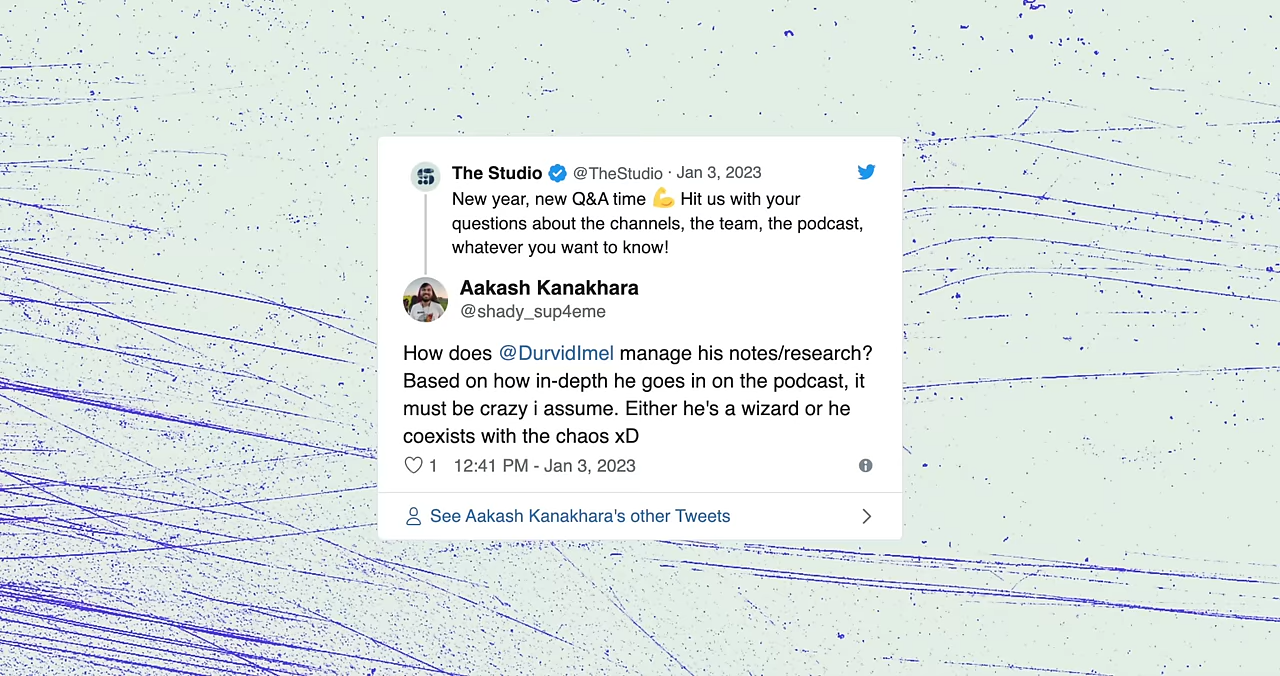 The Studio @TheStudio · Jan 3, 2023
New year, new Q&A time 💪 Hit us with your
questions about the channels, the team, the podcast,
whatever you want to know!
Aakash Kanakhara
@shady_sup4eme
How does @DurvidImel manage his notes/research?
Based on how in-depth he goes in on the podcast, it
must be crazy i assume. Either he's a wizard or he
coexists with the chaos xD
1 12:41 PM - Jan 3, 2023
See Aakash Kanakhara's other Tweets